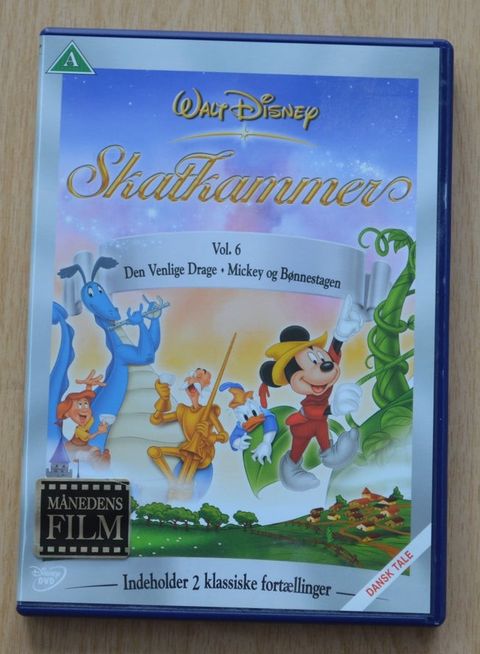 A
WALT DISNEY
Skatkammer
Vol. 6
Den Venlige Drage • Mickey og Bønnestagen
MÅNEDENS
FILM
Disney
DVD
Indeholder 2 klassiske fortællinger
DANSK TALE